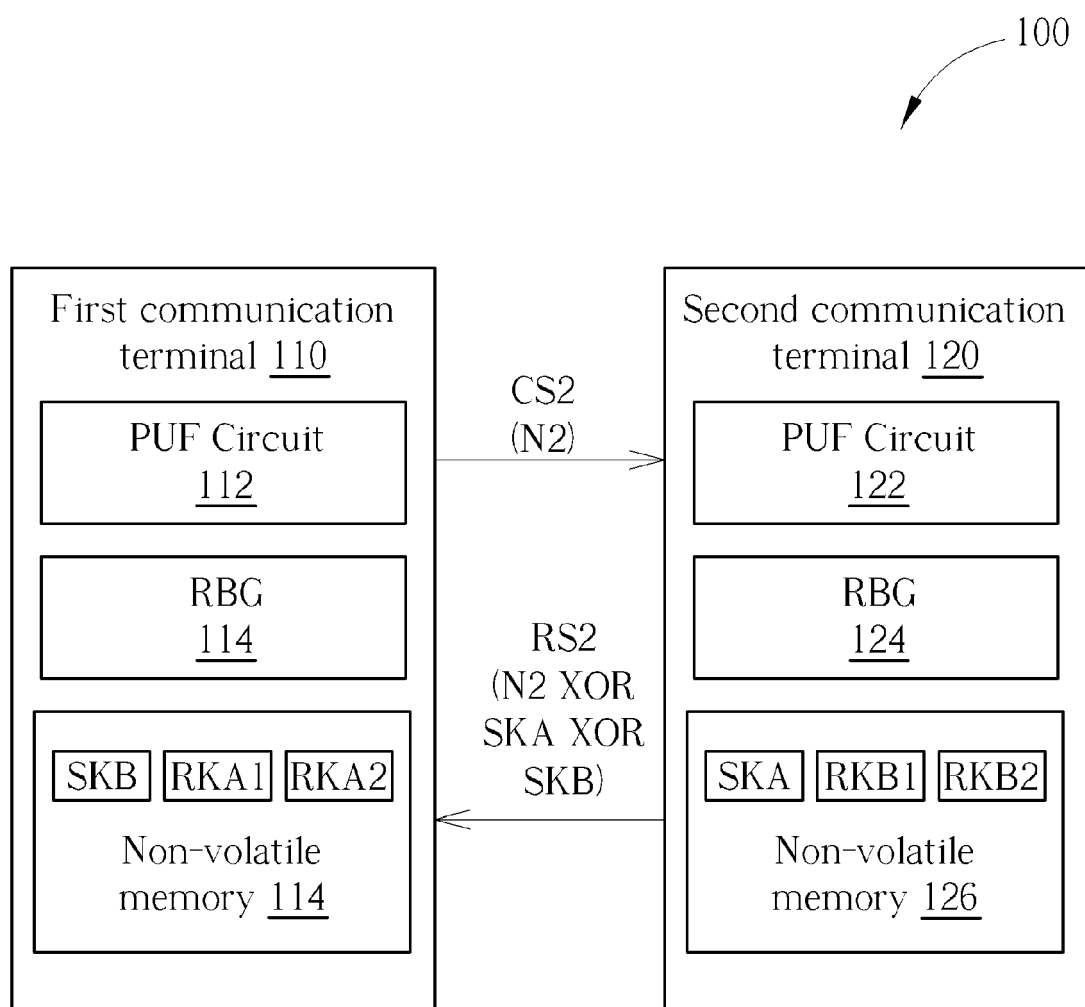 100
First communication
terminal 110
PUF Circuit
112
RBG
114
SKB RKA1 RKA2
Non-volatile
memory 114
CS2
(N2)
RS2
(N2 XOR
SKA XOR
SKB)
Second communication
terminal 120
PUF Circuit
122
RBG
124
SKA RKB1 RKB2
Non-volatile
memory 126